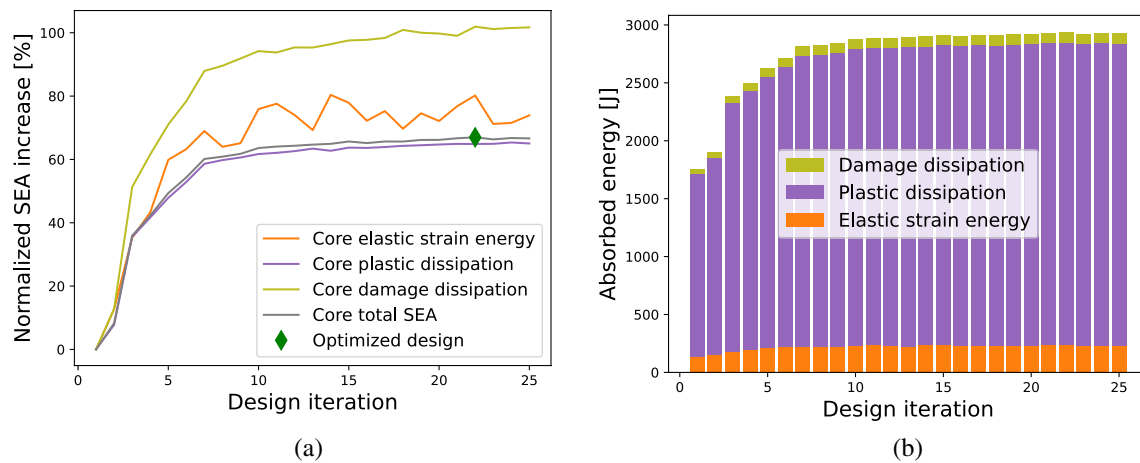 Normalized SEA increase [%]
100
80
60
40
20
0
0 5 10 15 20 25
Design iteration
Core elastic strain energy
Core plastic dissipation
Core damage dissipation
Core total SEA
Optimized design
(a)
Absorbed energy [J]
3000
2500
2000
1500
1000
500
0
0 5 10 15 20 25
Design iteration
Damage dissipation
Plastic dissipation
Elastic strain energy
(b)